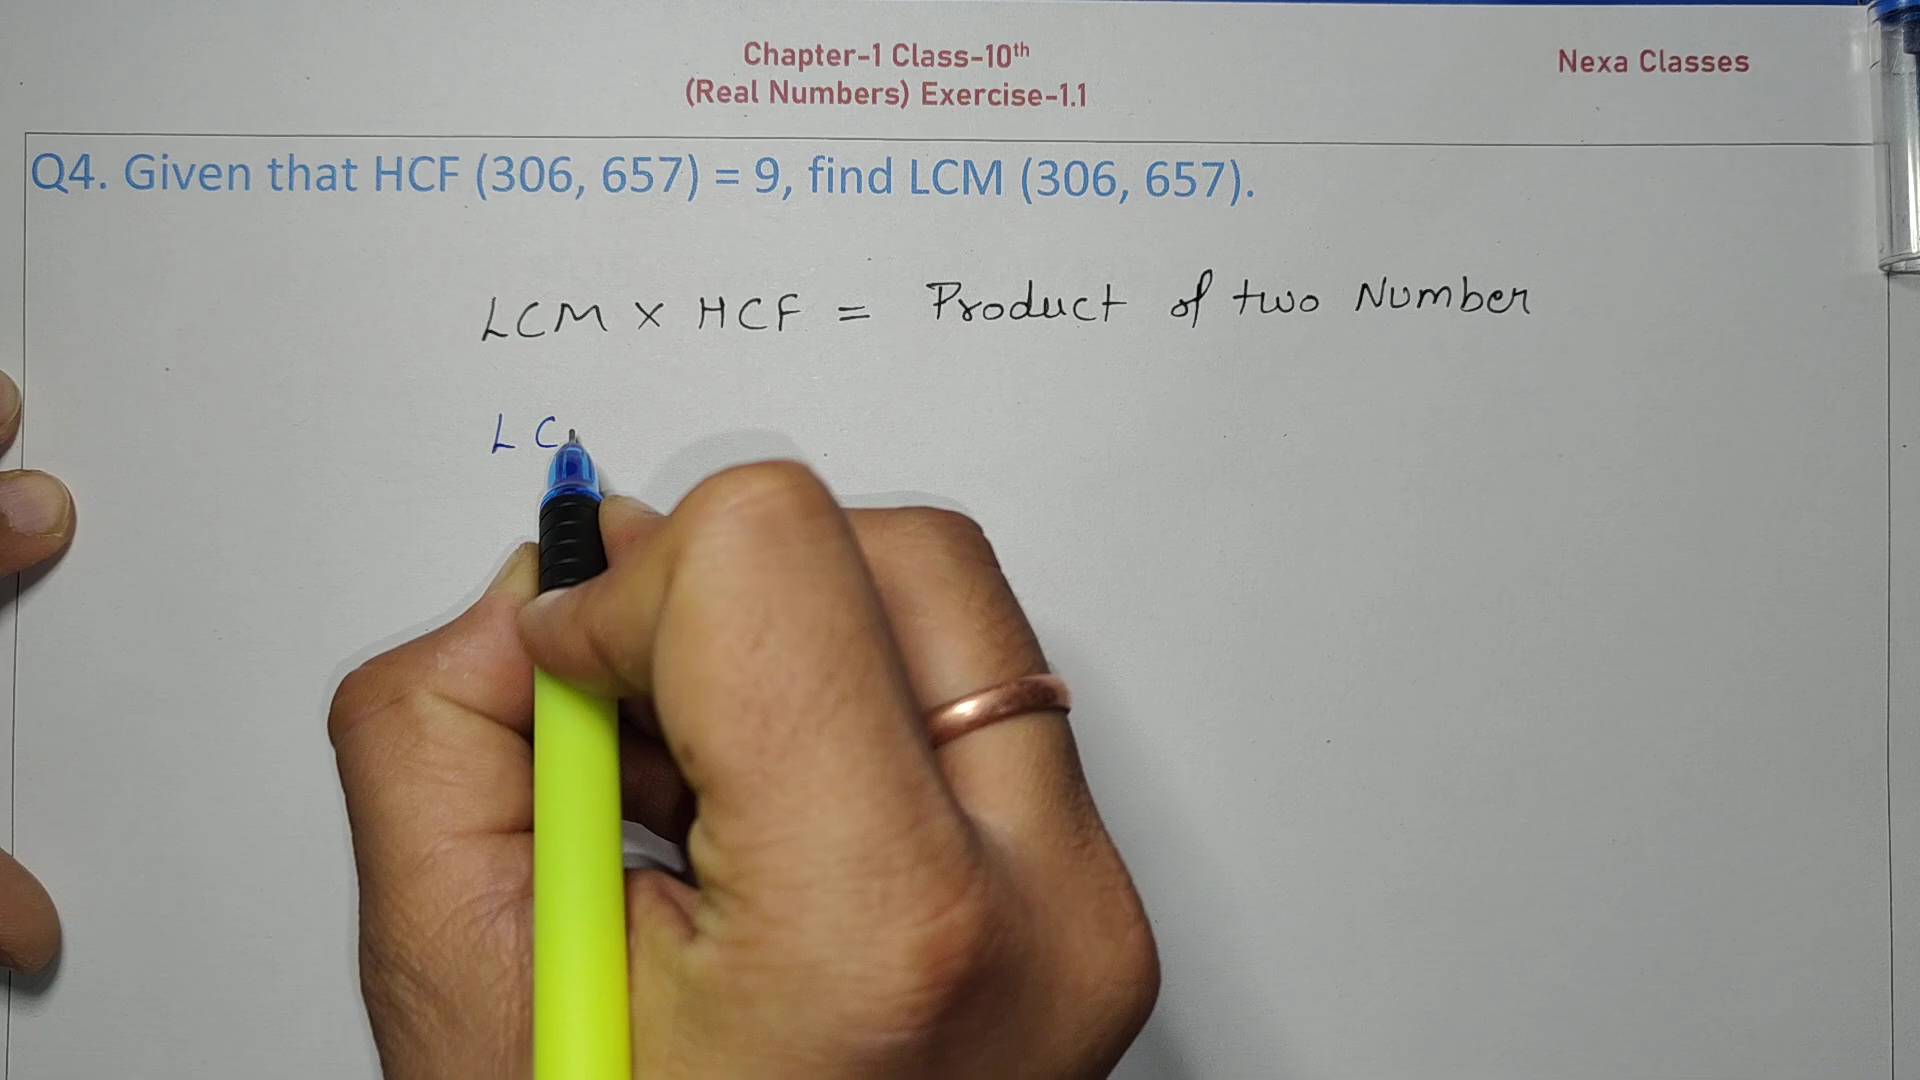 Chapter-1 Class-10th
(Real Numbers) Exercise-1.1
Nexa Classes
Q4. Given that HCF (306, 657) = 9, find LCM (306, 657).
LCM x HCF = Product of two Number
LC